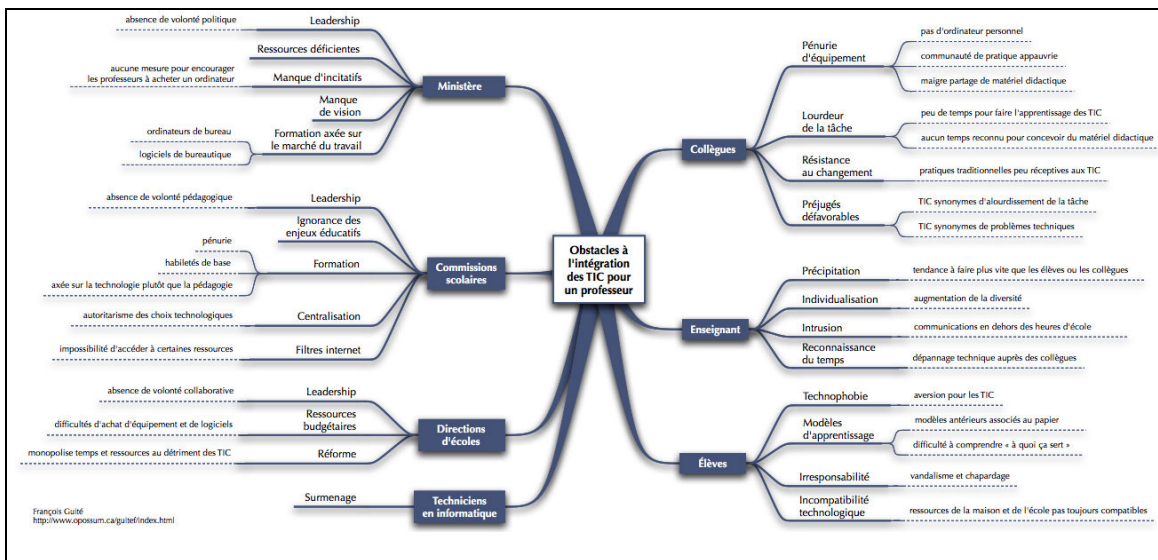 Obstacles à
l'intégration
des TIC pour
un professeur
Ministère
Leadership
absence de volonté politique
Ressources déficientes
Manque d'incitatifs
aucune mesure pour encourager
les professeurs à acheter un ordinateur
Manque
de vision
Formation axée sur
le marché du travail
ordinateurs de bureau
logiciels de bureautique
Commissions
scolaires
Leadership
absence de volonté pédagogique
Ignorance des
enjeux éducatifs
Formation
pénurie
habiletés de base
axée sur la technologie plutôt que la pédagogie
Centralisation
autoritarisme des choix technologiques
Filtres internet
impossibilité d'accéder à certaines ressources
Directions
d'écoles
Leadership
absence de volonté collaborative
Ressources
budgétaires
difficultés d'achat d'équipement et de logiciels
Réforme
monopolise temps et ressources au détriment des TIC
Techniciens
en informatique
Surmenage
Collègues
Pénurie
d'équipement
pas d'ordinateur personnel
communauté de pratique appauvrie
maigre partage de matériel didactique
Lourdeur
de la tâche
peu de temps pour faire l'apprentissage des TIC
aucun temps reconnu pour concevoir du matériel didactique
Résistance
au changement
pratiques traditionnelles peu réceptives aux TIC
Préjugés
défavorables
TIC synonymes d'alourdissement de la tâche
TIC synonymes de problèmes techniques
Enseignant
Précipitation
tendance à faire plus vite que les élèves ou les collègues
Individualisation
augmentation de la diversité
Intrusion
communications en dehors des heures d'école
Reconnaissance
du temps
dépannage technique auprès des collègues
Élèves
Technophobie
aversion pour les TIC
Modèles
d'apprentissage
modèles antérieurs associés au papier
difficulté à comprendre « à quoi ça sert »
Irresponsabilité
vandalisme et chapardage
Incompatibilité
technologique
ressources de la maison et de l'école pas toujours compatibles
François Guité
http://www.opossum.ca/guitef/index.html